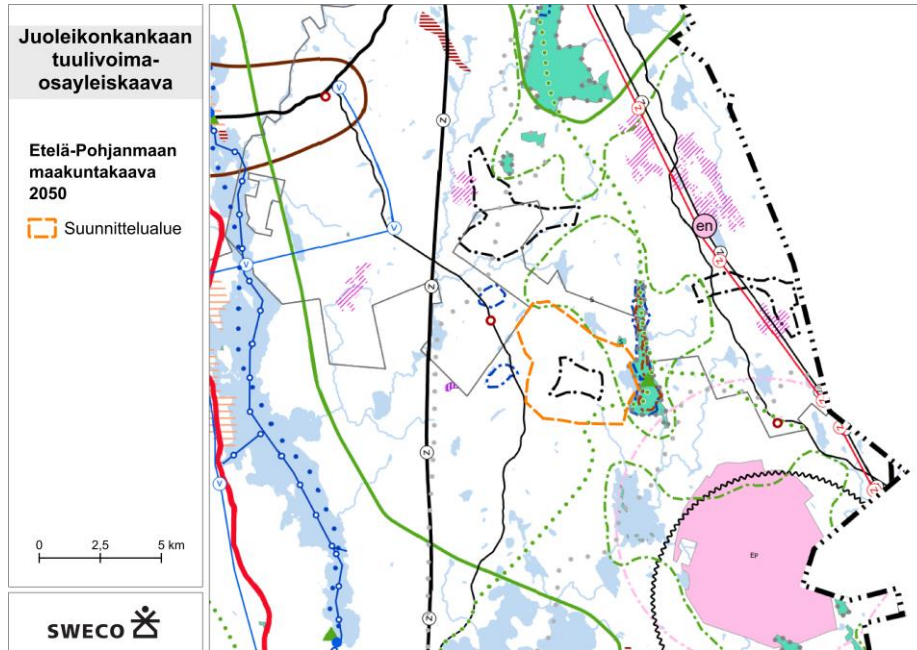 Juoleikonkankaan
tuulivoima-
osayleiskaava
Etelä-Pohjanmaan
maakuntakaava
2050
Suunnittelualue
0 2,5 5 km
SWECO
v
v
v
v
z
z
z
z
z
z
z
z
z
en
s
EP